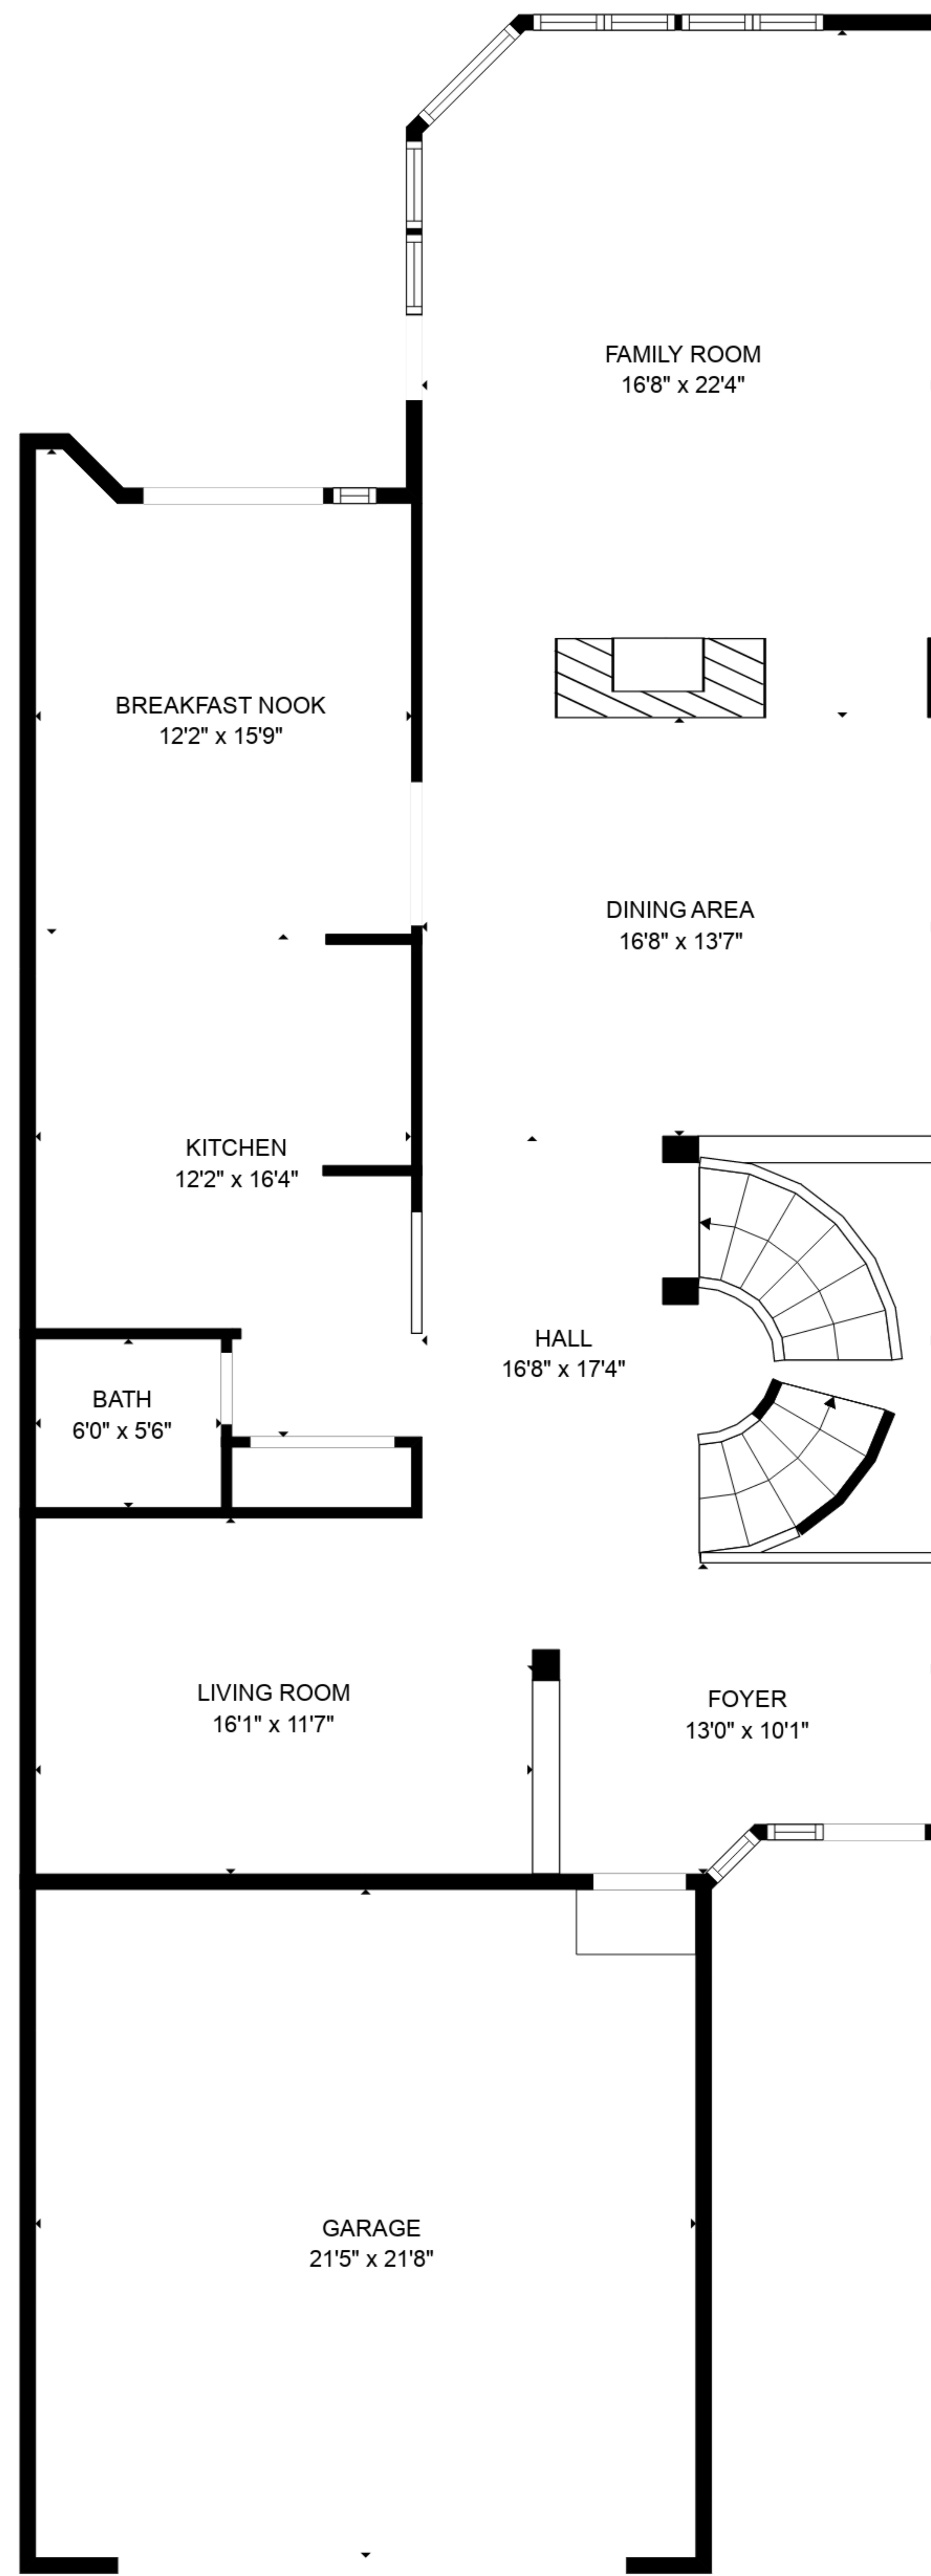 FAMILY ROOM
16'8" x 22'4"
BREAKFAST NOOK
12'2" x 15'9"
DINING AREA
16'8" x 13'7"
KITCHEN
12'2" x 16'4"
HALL
16'8" x 17'4"
BATH
6'0" x 5'6"
LIVING ROOM
16'1" x 11'7"
FOYER
13'0" x 10'1"
GARAGE
21'5" x 21'8"